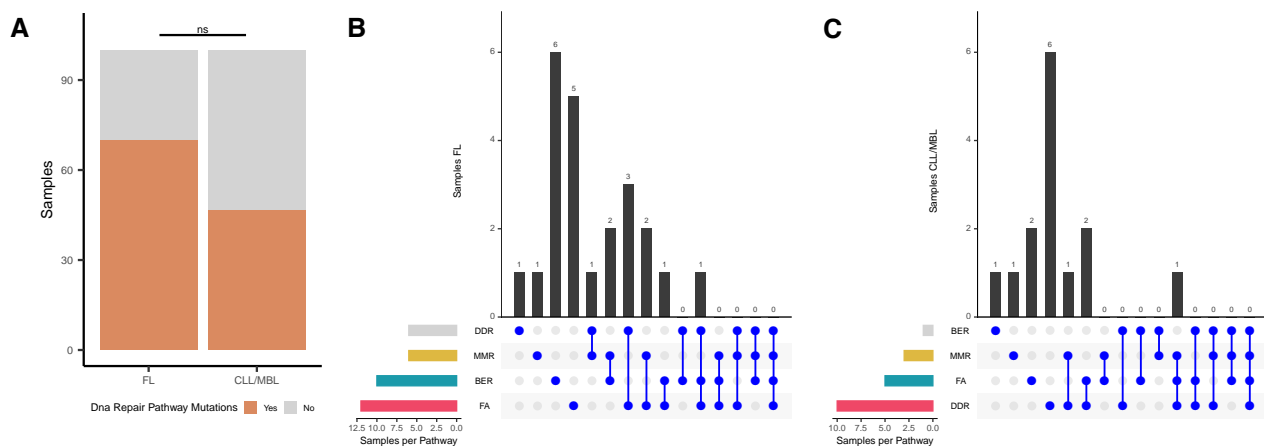 A
ns
90
60
30
0
Samples
FL
CLL/MBL
Dna Repair Pathway Mutations
Yes
No
B
6
4
2
0
Samples FL
1
1
6
5
1
2
3
2
1
0
1
0
0
0
0
DDR
MMR
BER
FA
12.5
10.0
7.5
5.0
2.5
0.0
Samples per Pathway
C
6
4
2
0
Samples CLL/MBL
1
1
2
6
1
2
0
0
0
0
1
0
0
0
0
BER
MMR
FA
DDR
10.0
7.5
5.0
2.5
0.0
Samples per Pathway